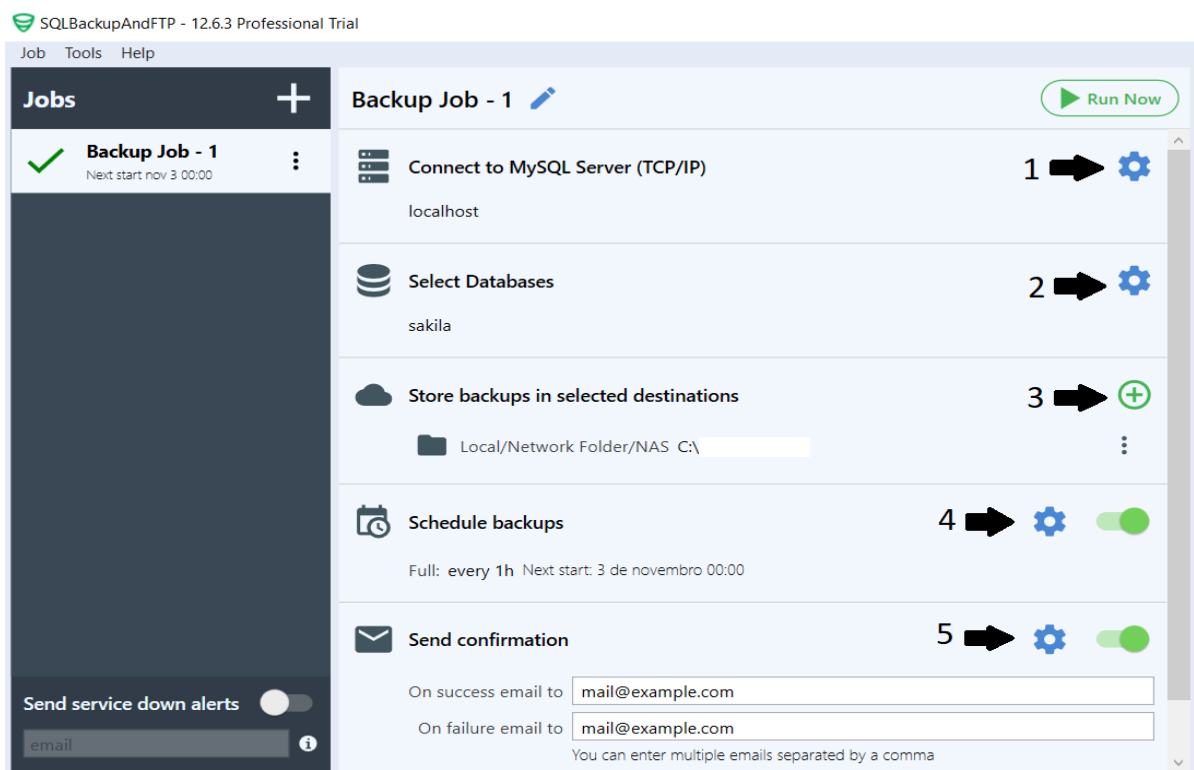 SQLBackupAndFTP - 12.6.3 Professional Trial
Job Tools Help
Jobs
Backup Job - 1
Next start nov 3 00:00
Send service down alerts
email
Backup Job - 1
Run Now
Connect to MySQL Server (TCP/IP)
1
localhost
Select Databases
2
sakila
Store backups in selected destinations
3
Local/Network Folder/NAS C:\
Schedule backups
4
Full: every 1h Next start: 3 de novembro 00:00
Send confirmation
5
On success email to mail@example.com
On failure email to mail@example.com
You can enter multiple emails separated by a comma